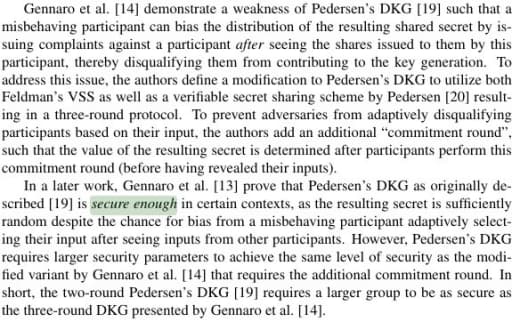 Gennaro et al. [14] demonstrate a weakness of Pedersen's DKG [19] such that a
misbehaving participant can bias the distribution of the resulting shared secret by is-
suing complaints against a participant after seeing the shares issued to them by this
participant, thereby disqualifying them from contributing to the key generation. To
address this issue, the authors define a modification to Pedersen's DKG to utilize both
Feldman's VSS as well as a verifiable secret sharing scheme by Pedersen [20] result-
ing in a three-round protocol. To prevent adversaries from adaptively disqualifying
participants based on their input, the authors add an additional “commitment round”,
such that the value of the resulting secret is determined after participants perform this
commitment round (before having revealed their inputs).
In a later work, Gennaro et al. [13] prove that Pedersen's DKG as originally de-
scribed [19] is secure enough in certain contexts, as the resulting secret is sufficiently
random despite the chance for bias from a misbehaving participant adaptively select-
ing their input after seeing inputs from other participants. However, Pedersen's DKG
requires larger security parameters to achieve the same level of security as the modi-
fied variant by Gennaro et al. [14] that requires the additional commitment round. In
short, the two-round Pedersen's DKG [19] requires a larger group to be as secure as
the three-round DKG presented by Gennaro et al. [14].